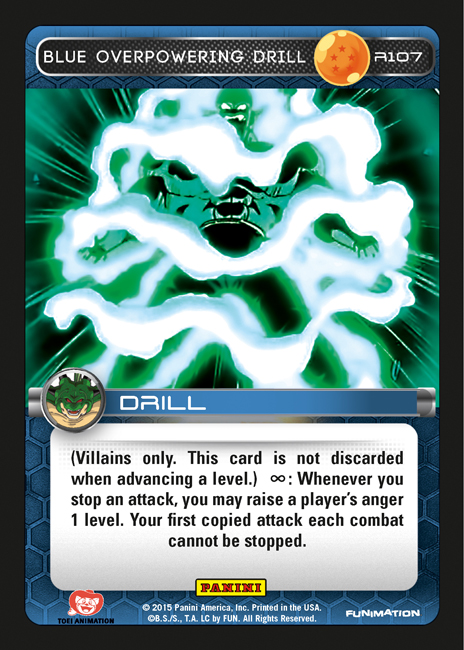 BLUE OVERPOWERING DRILL R107
DRILL
(Villains only. This card is not discarded
when advancing a level.) ∞: Whenever you
stop an attack, you may raise a player's anger
1 level. Your first copied attack each combat
cannot be stopped.
PANINI
© 2015 Panini America, Inc. Printed in the USA.
©B.S./S., T.A. LC by FUN. All Rights Reserved.
TOEI ANIMATION
FUNIMATION